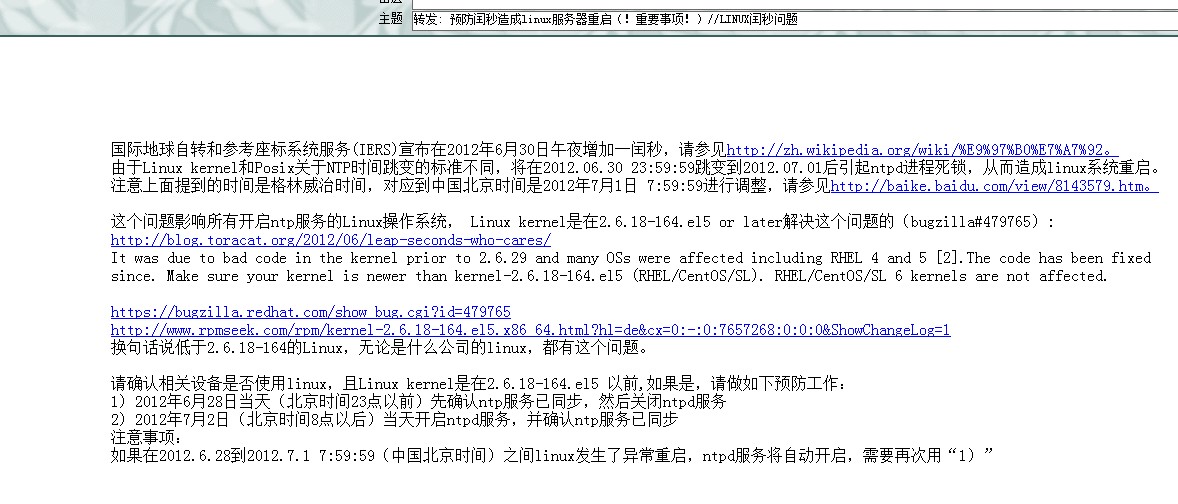 主题 转发: 预防闰秒造成linux服务器重启（！重要事项！）//LINUX闰秒问题
国际地球自转和参考座标系统服务(IERS)宣布在2012年6月30日午夜增加一闰秒，请参见http://zh.wikipedia.org/wiki/%E9%97%B0%E7%A7%92。
由于Linux kernel和Posix关于NTP时间跳变的标准不同，将在2012.06.30 23:59:59跳变到2012.07.01后引起ntpd进程死锁，从而造成linux系统重启。
注意上面提到的时间是格林威治时间，对应到中国北京时间是2012年7月1日 7:59:59进行调整，请参见http://baike.baidu.com/view/8143579.htm。
这个问题影响所有开启ntp服务的Linux操作系统， Linux kernel是在2.6.18-164.el5 or later解决这个问题的（bugzilla#479765）:
http://blog.toracat.org/2012/06/leap-seconds-who-cares/
It was due to bad code in the kernel prior to 2.6.29 and many OSs were affected including RHEL 4 and 5 [2].The code has been fixed
since. Make sure your kernel is newer than kernel-2.6.18-164.el5 (RHEL/CentOS/SL). RHEL/CentOS/SL 6 kernels are not affected.
https://bugzilla.redhat.com/show_bug.cgi?id=479765
http://www.rpmseek.com/rpm/kernel-2.6.18-164.el5.x86_64.html?hl=de&cx=0:-:0:7657268:0:0:0&ShowChangeLog=1
换句话说低于2.6.18-164的Linux，无论是什么公司的linux，都有这个问题。
请确认相关设备是否使用linux，且Linux kernel是在2.6.18-164.el5 以前,如果是，请做如下预防工作：
1）2012年6月28日当天（北京时间23点以前）先确认ntp服务已同步，然后关闭ntpd服务
2）2012年7月2日（北京时间8点以后）当天开启ntpd服务，并确认ntp服务已同步
注意事项：
如果在2012.6.28到2012.7.1 7:59:59（中国北京时间）之间linux发生了异常重启，ntpd服务将自动开启，需要再次用“1）”